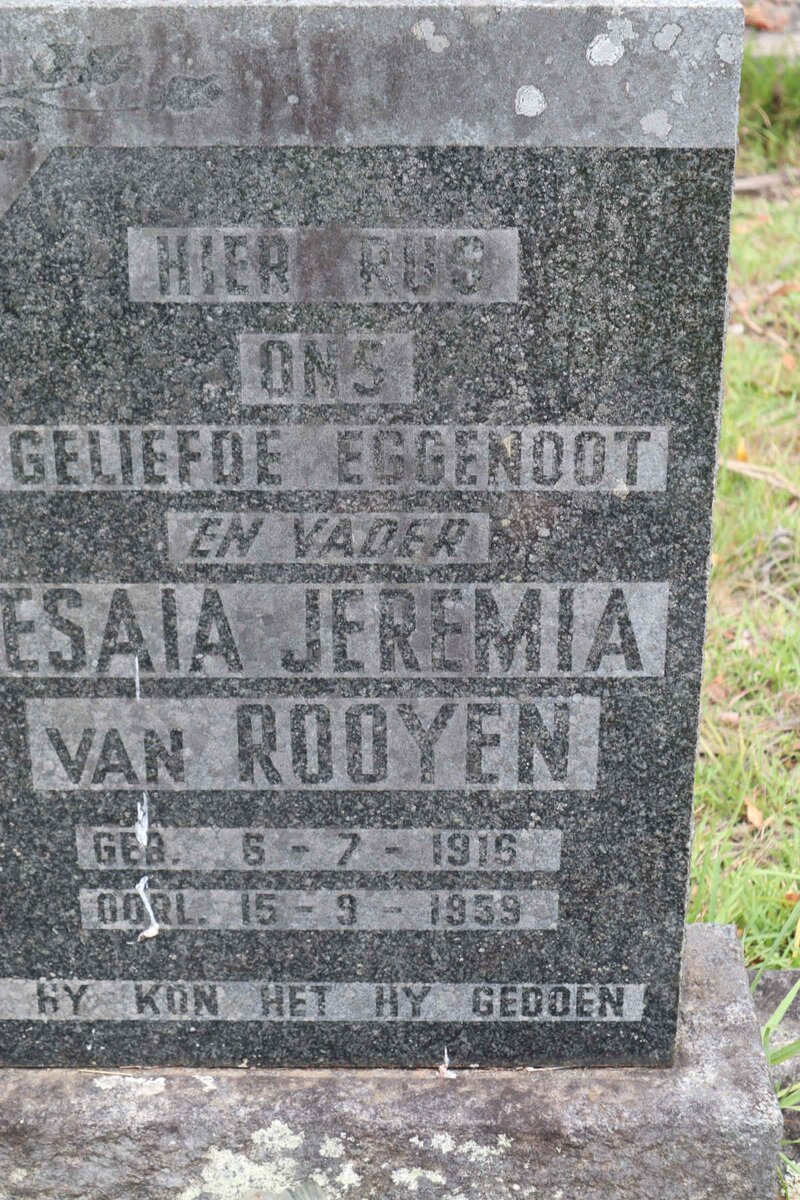 HIER RUS
ONS
GELIEFDE EGGENOOT
EN VADER
ESAIA JEREMIA
VAN ROOYEN
GEB. 6 - 7 - 1916
OORL. 15 - 9 - 1959
HY KON HET HY GEDOEN